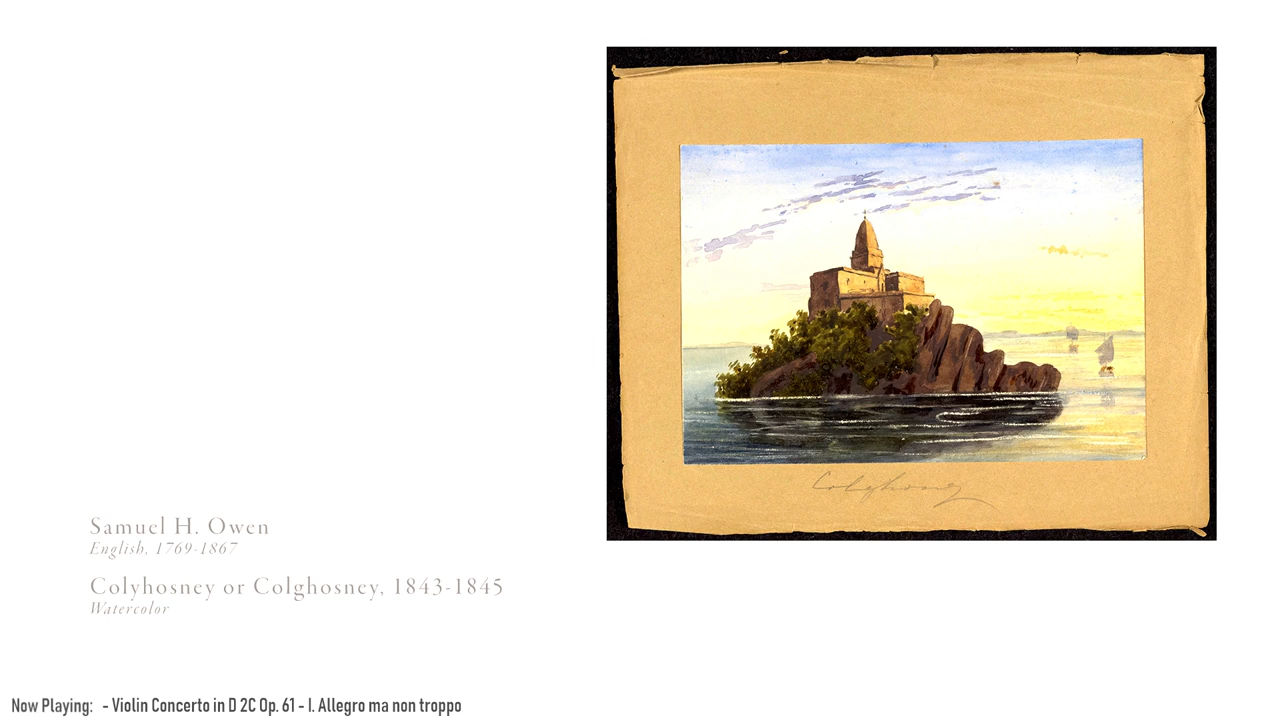 Colghosney
Samuel H. Owen
English, 1769-1867
Colyhosney or Colghosney, 1843-1845
Watercolor
Now Playing: - Violin Concerto in D 2C Op. 61 - I. Allegro ma non troppo